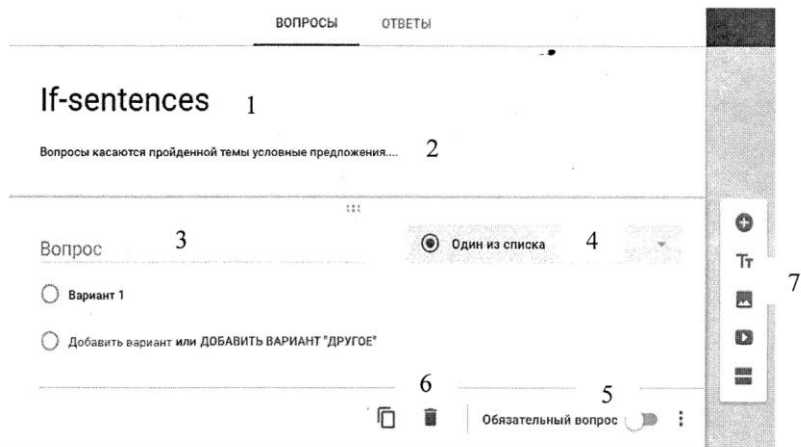 ВОПРОСЫ ОТВЕТЫ
If-sentences 1
Вопросы касаются пройденной темы условные предложения.... 2
Вопрос 3
Один из списка 4
Вариант 1
Добавить вариант или ДОБАВИТЬ ВАРИАНТ "ДРУГОЕ"
Tт
7
6
5
Обязательный вопрос